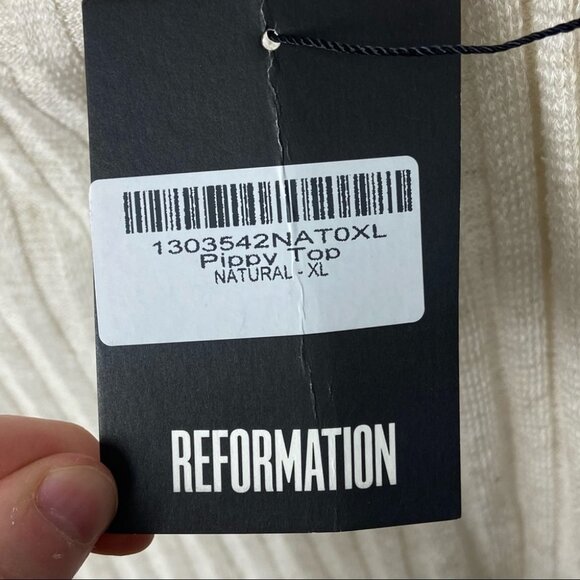 1303542NAT0XL
Pippy Top
NATURAL - XL
REFORMATION